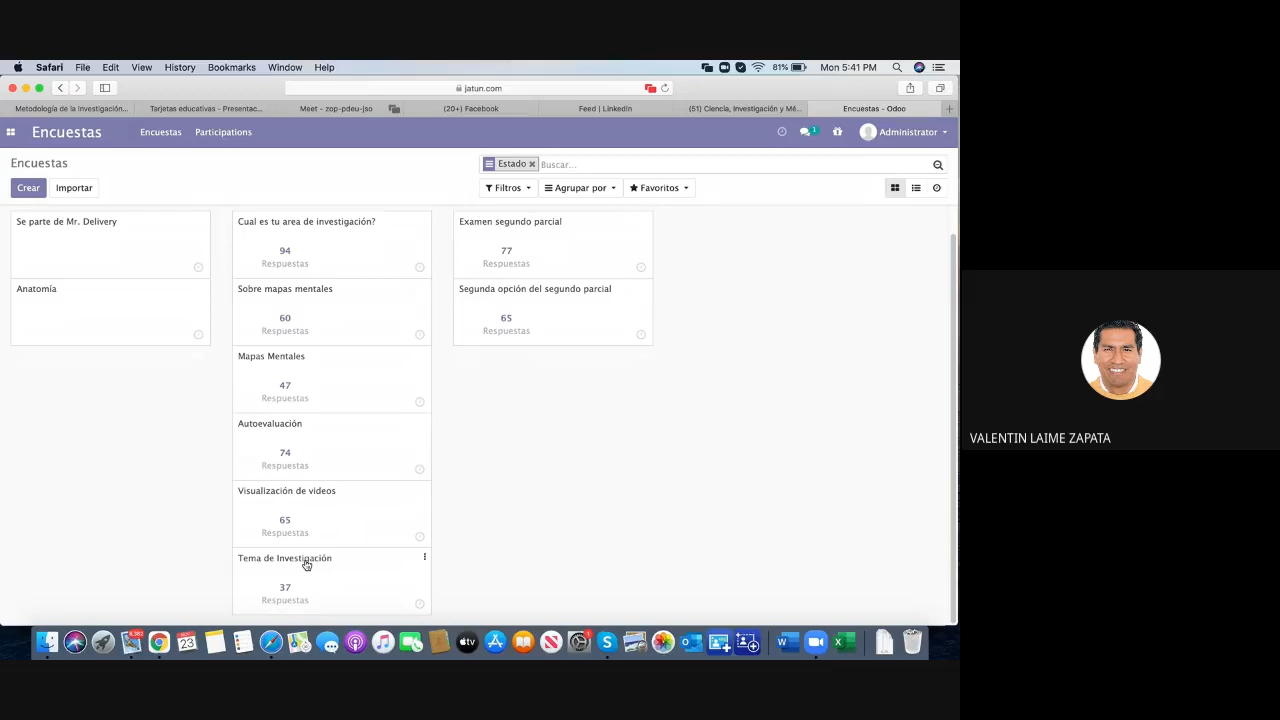 Safari File Edit View History Bookmarks Window Help 81% Mon 5:41 PM
jatun.com
Metodología de la Investigación... Tarjetas educativas - Presentac... Meet - zop-pdeu-jso (20+) Facebook Feed | LinkedIn (51) Ciencia, Investigación y Mé... Encuestas - Odoo
Encuestas Encuestas Participations 1 Administrator
Encuestas Estado Buscar...
Crear Importar Filtros Agrupar por Favoritos
Se parte de Mr. Delivery
Anatomía
Cual es tu area de investigación?
94
Respuestas
Sobre mapas mentales
60
Respuestas
Mapas Mentales
47
Respuestas
Autoevaluación
74
Respuestas
Visualización de videos
65
Respuestas
Tema de Investigación
37
Respuestas
Examen segundo parcial
77
Respuestas
Segunda opción del segundo parcial
65
Respuestas
VALENTIN LAIME ZAPATA
23